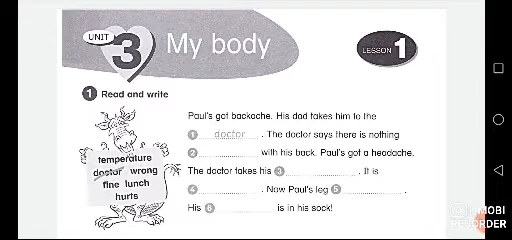 UNIT 3 My body
LESSON 1
1 Read and write
Paul's got backache. His dad takes him to the
1 doctor . The doctor says there is nothing
2 ............ with his back. Paul's got a headache.
The doctor takes his 3 ............ . It is
4 ............ . Now Paul's leg 5 ............ .
His 6 ............ is in his sock!
temperature
doctor wrong
fine lunch
hurts
MOBI
RECORDER